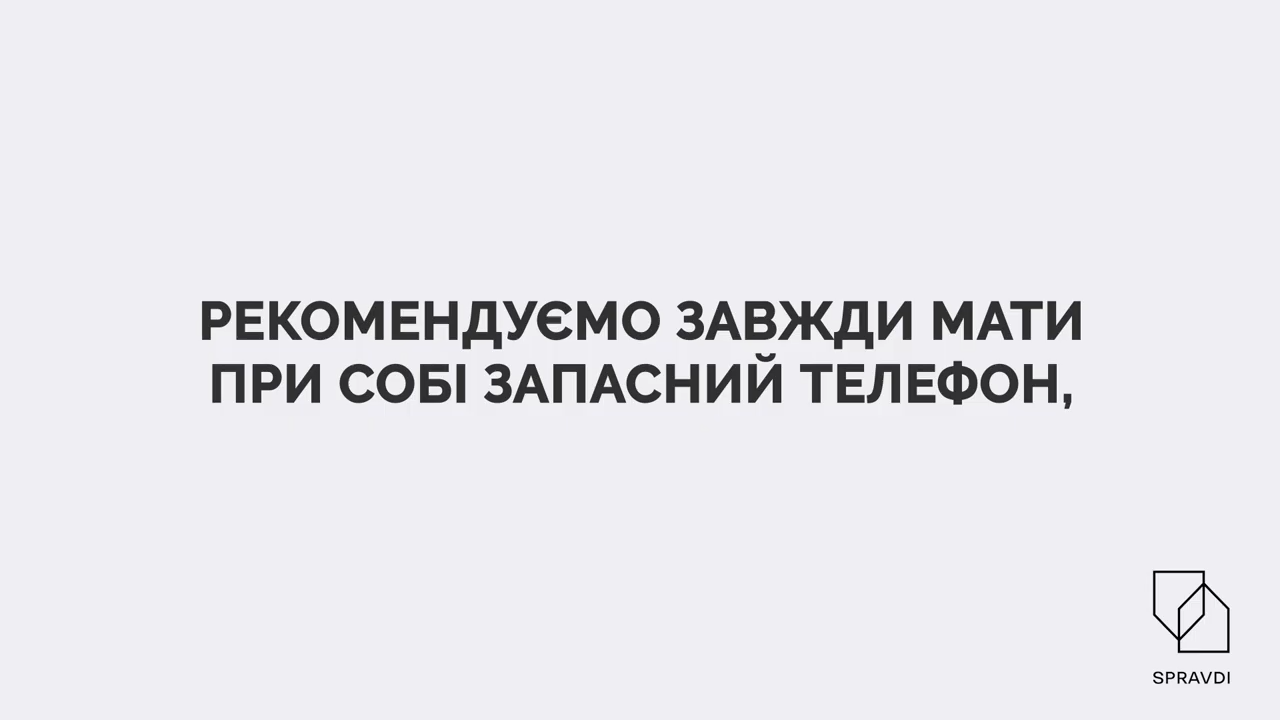 РЕКОМЕНДУЄМО ЗАВЖДИ МАТИ
ПРИ СОБІ ЗАПАСНИЙ ТЕЛЕФОН,
SPRAVDI